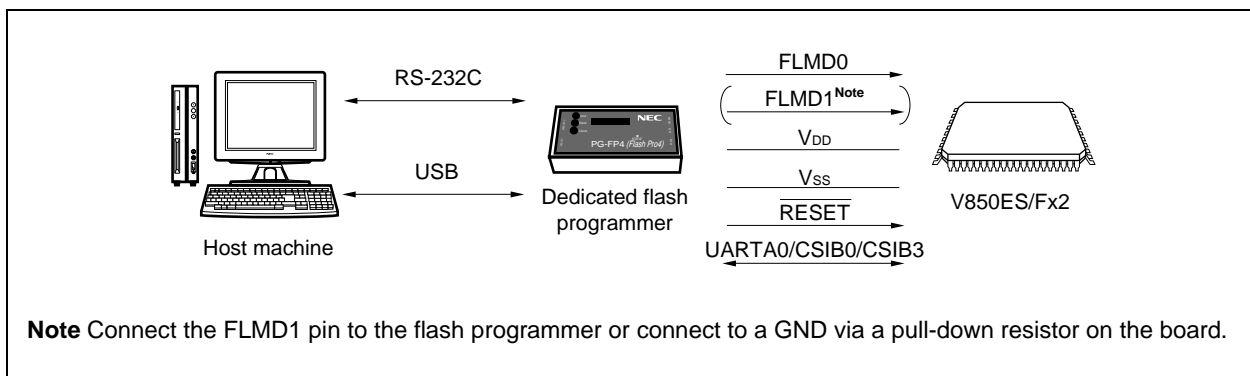 RS-232C
USB
Host machine
NEC
PG-FP4 (Flash Pro4)
Dedicated flash
programmer
FLMD0
FLMD1Note
VDD
VSS
RESET
UARTA0/CSIB0/CSIB3
V850ES/Fx2
Note Connect the FLMD1 pin to the flash programmer or connect to a GND via a pull-down resistor on the board.